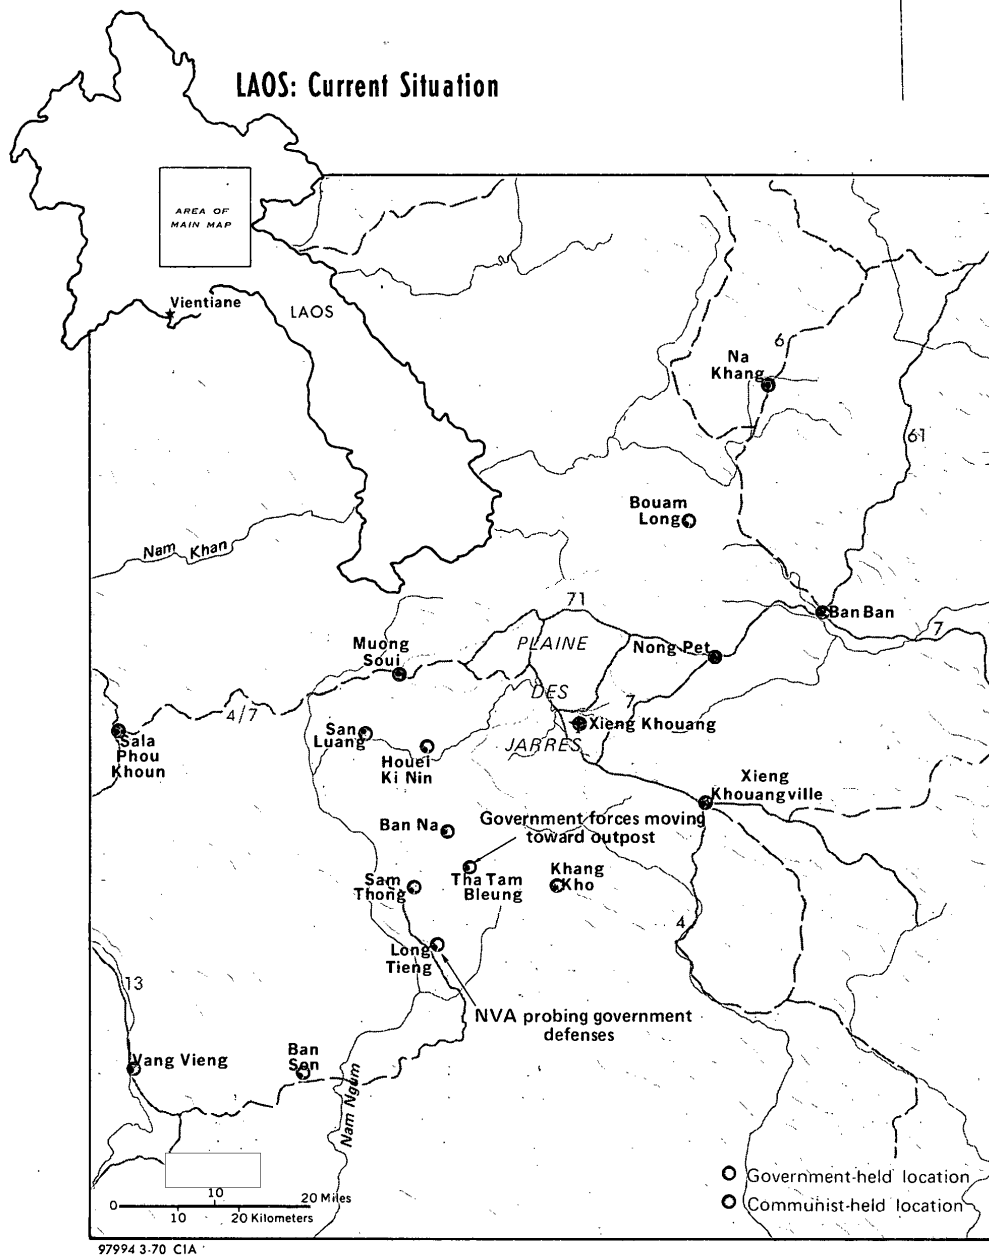 LAOS: Current Situation
AREA OF
MAIN MAP
Vientiane
LAOS
6
Na
Khang
61
Bouam
Long
Nam Khan
71
Ban Ban
7
PLAINE
Muong
Soui
Nong Pet
DES
7
4/7
Xieng Khouang
San
Luang
Sala
Phou
Khoun
JARRES
Houei
Ki Nin
Xieng
Khouangville
Ban Na
Government forces moving
toward outpost
Khang
Kho
Sam
Thong
Tha Tam
Bleung
4
Long
Tieng
13
NVA probing government
defenses
Vang Vieng
Ban
Son
Nam Ngum
Government-held location
Communist-held location
0 10 20 Miles
10 20 Kilometers
97994 3-70 CIA